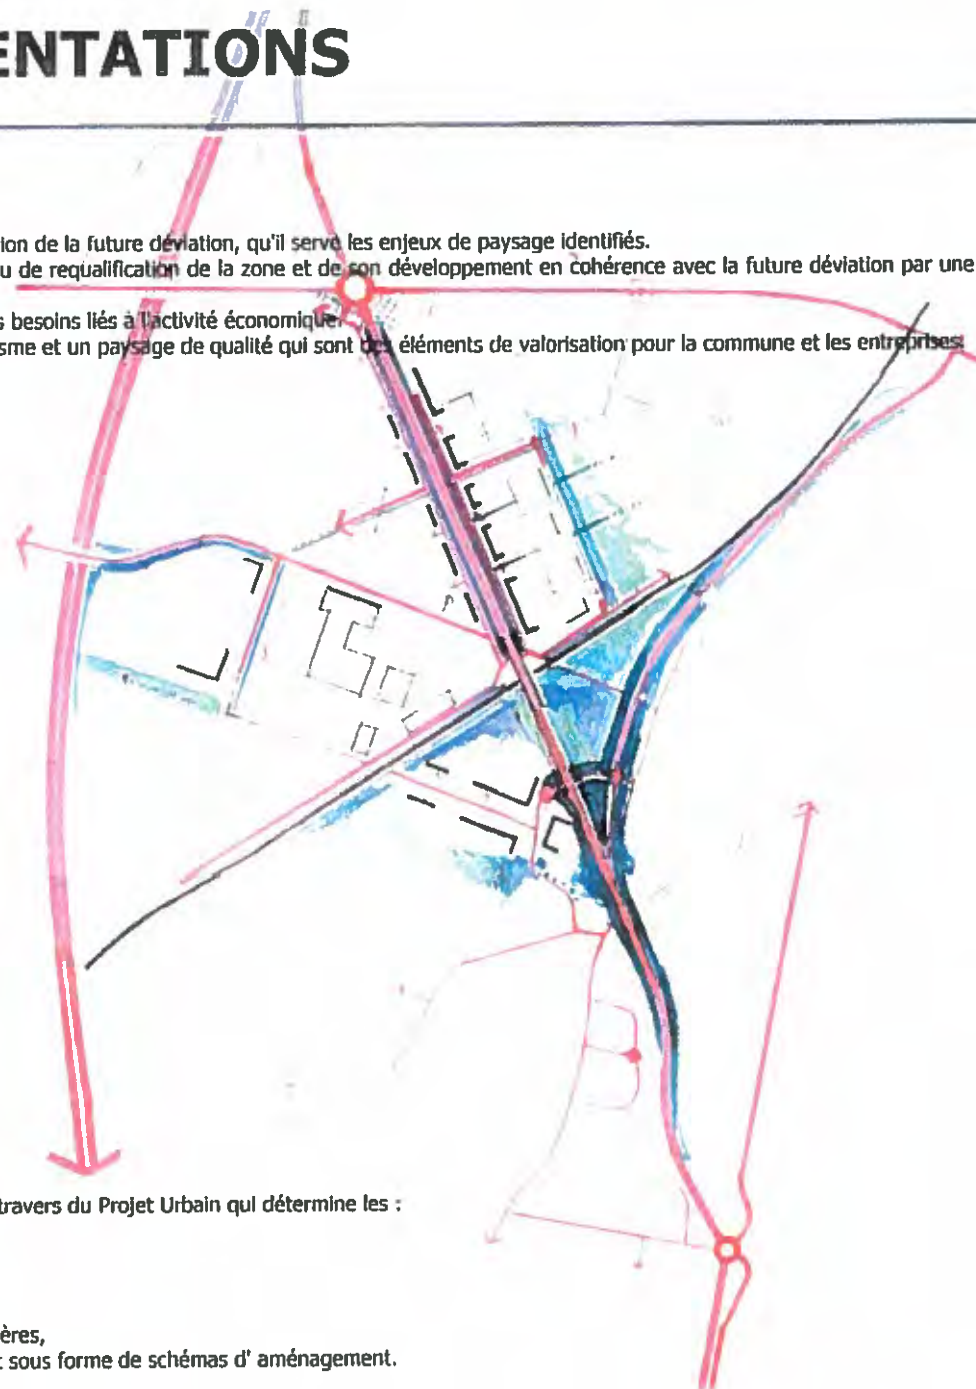 ENTATIONS
ion de la future déviation, qu'il serve les enjeux de paysage identifiés.
u de requalification de la zone et de son développement en cohérence avec la future déviation par une
s besoins liés à l'activité économique.
sme et un paysage de qualité qui sont des éléments de valorisation pour la commune et les entreprises.
travers du Projet Urbain qui détermine les :
ères,
t sous forme de schémas d' aménagement.